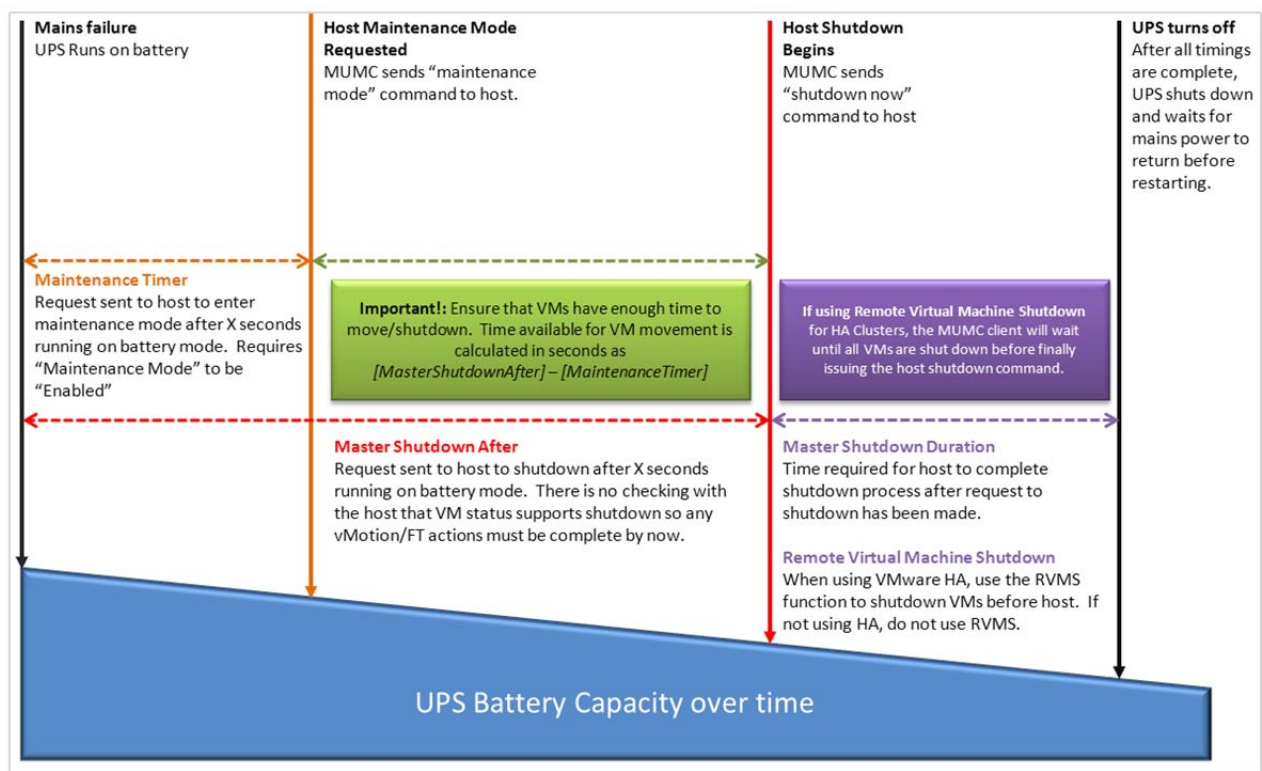 Mains failure
UPS Runs on battery
Host Maintenance Mode
Requested
MUMC sends “maintenance
mode” command to host.
Host Shutdown
Begins
MUMC sends
“shutdown now”
command to host
UPS turns off
After all timings
are complete,
UPS shuts down
and waits for
mains power to
return before
restarting.
Maintenance Timer
Request sent to host to enter
maintenance mode after X seconds
running on battery mode.  Requires
“Maintenance Mode” to be
“Enabled”
Important!: Ensure that VMs have enough time to
move/shutdown.  Time available for VM movement is
calculated in seconds as
[MasterShutdownAfter] – [MaintenanceTimer]
If using Remote Virtual Machine Shutdown
for HA Clusters, the MUMC client will wait
until all VMs are shut down before finally
issuing the host shutdown command.
Master Shutdown After
Request sent to host to shutdown after X seconds
running on battery mode.  There is no checking with
the host that VM status supports shutdown so any
vMotion/FT actions must be complete by now.
Master Shutdown Duration
Time required for host to complete
shutdown process after request to
shutdown has been made.
Remote Virtual Machine Shutdown
When using VMware HA, use the RVMS
function to shutdown VMs before host.  If
not using HA, do not use RVMS.
UPS Battery Capacity over time